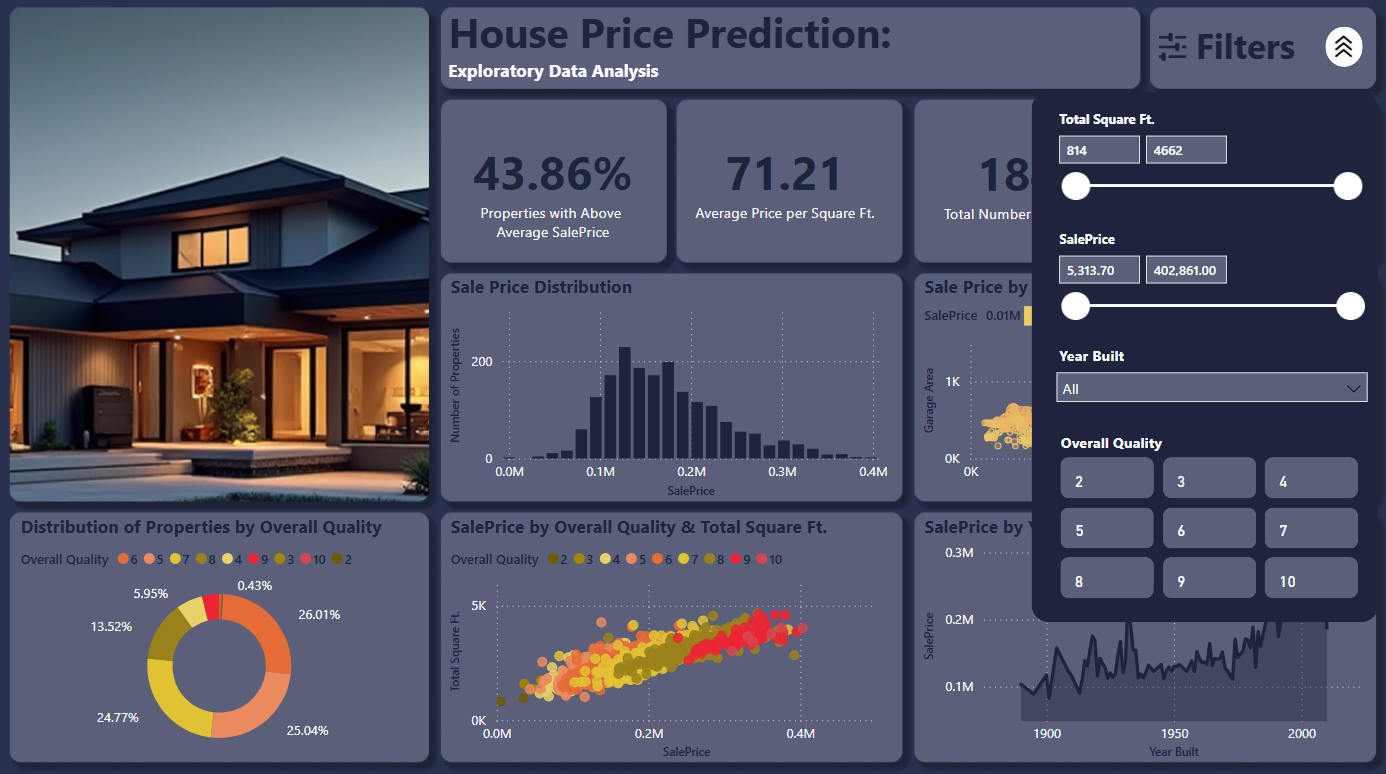 House Price Prediction:
Exploratory Data Analysis
Filters
43.86%
Properties with Above
Average SalePrice
71.21
Average Price per Square Ft.
18
Total Number
Total Square Ft.
814 4662
SalePrice
5,313.70 402,861.00
Year Built
All
Overall Quality
2 3 4
5 6 7
8 9 10
Sale Price Distribution
Number of Properties
200
0
0.0M 0.1M 0.2M 0.3M 0.4M
SalePrice
Sale Price by
SalePrice 0.01M
Garage Area
1K
0K
0K
Distribution of Properties by Overall Quality
Overall Quality 6 5 7 8 4 9 3 10 2
0.43%
26.01%
25.04%
24.77%
13.52%
5.95%
SalePrice by Overall Quality & Total Square Ft.
Overall Quality 2 3 4 5 6 7 8 9 10
Total Square Ft.
5K
0K
0.0M 0.2M 0.4M
SalePrice
SalePrice by
0.3M
0.2M
0.1M
SalePrice
1900 1950 2000
Year Built